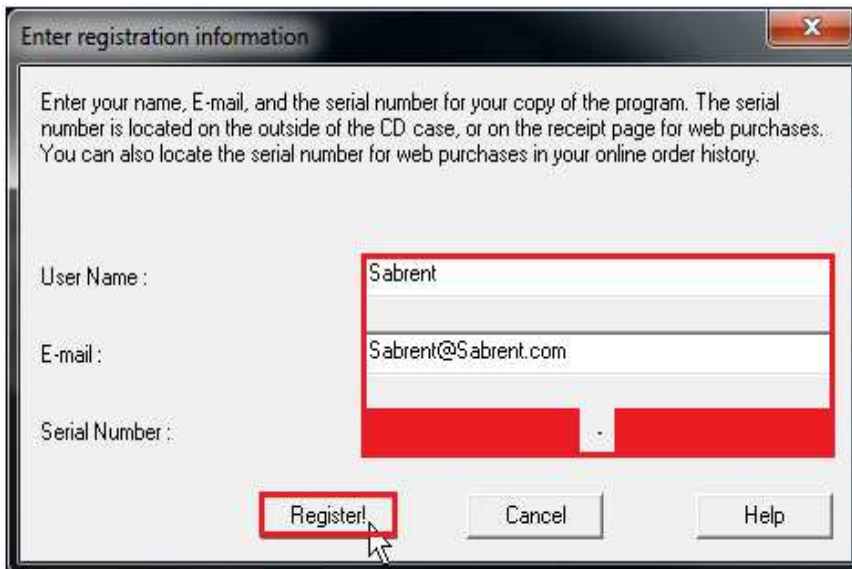 Enter registration information
Enter your name, E-mail, and the serial number for your copy of the program. The serial
number is located on the outside of the CD case, or on the receipt page for web purchases.
You can also locate the serial number for web purchases in your online order history.
User Name :
Sabrent
E-mail :
Sabrent@Sabrent.com
Serial Number :
-
Register!
Cancel
Help